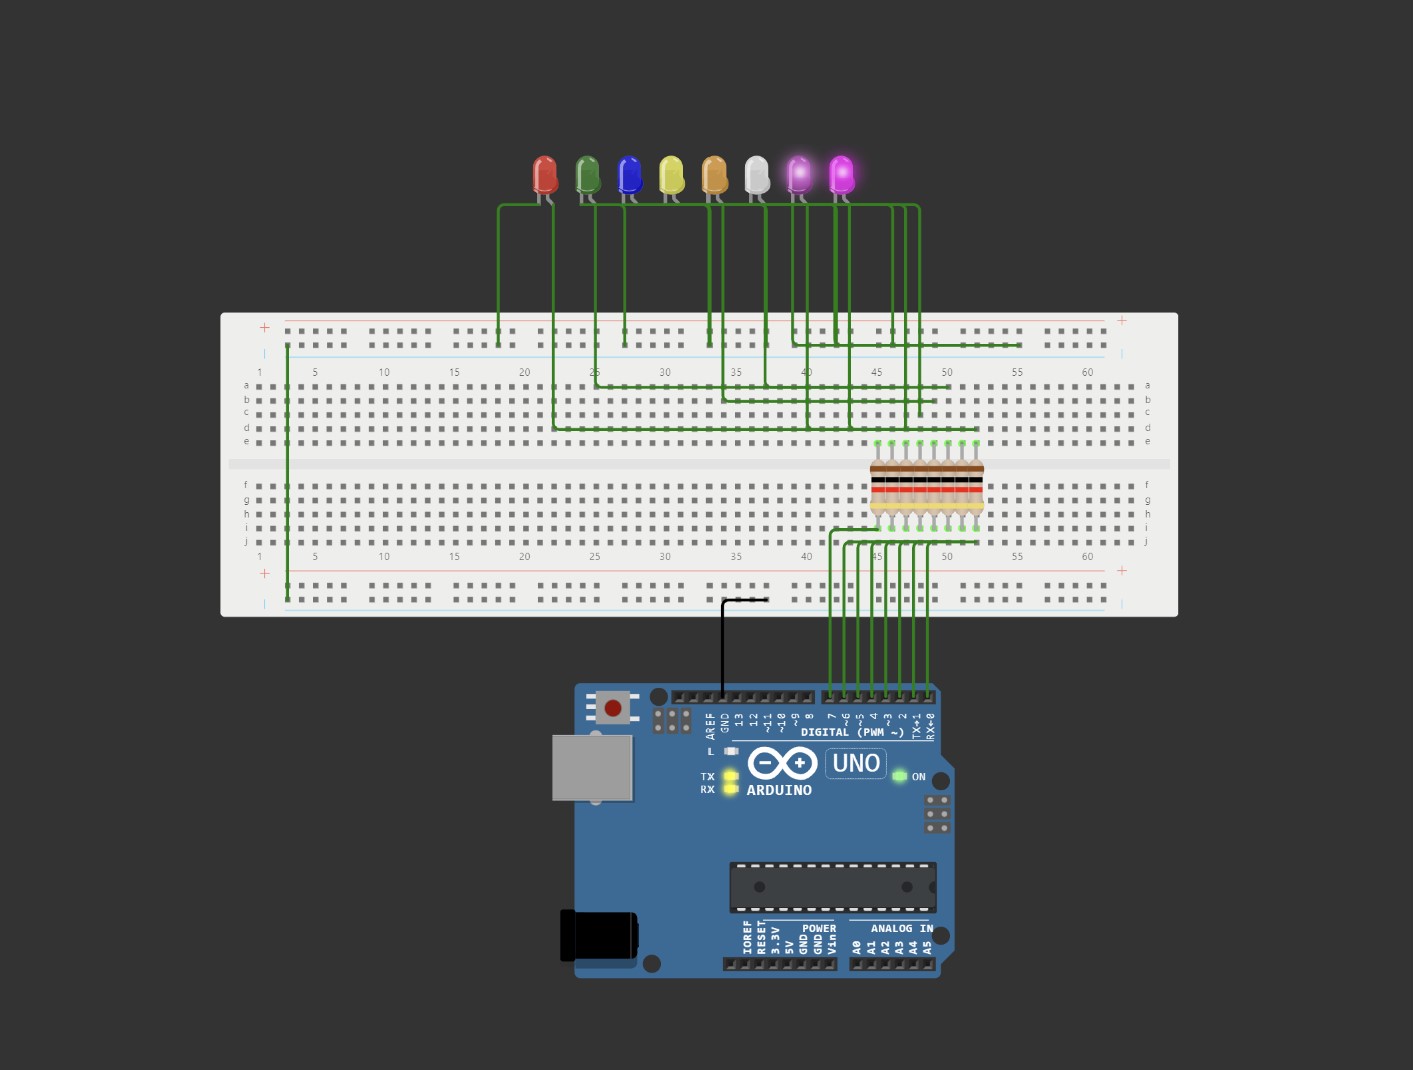 + +
1 5 10 15 20 25 30 35 40 45 50 55 60
a a
b b
c c
d d
e e
f f
g g
h h
i i
j j
1 5 10 15 20 25 30 35 40 45 50 55 60
+ +
AREF GND 13 12 ~11 ~10 ~9 8 7 ~6 ~5 4 ~3 2 TX→1 RX←0
DIGITAL (PWM ~)
L
UNO
TX ON
RX ARDUINO
POWER ANALOG IN
IOREF RESET 3.3V 5V GND GND Vin A0 A1 A2 A3 A4 A5